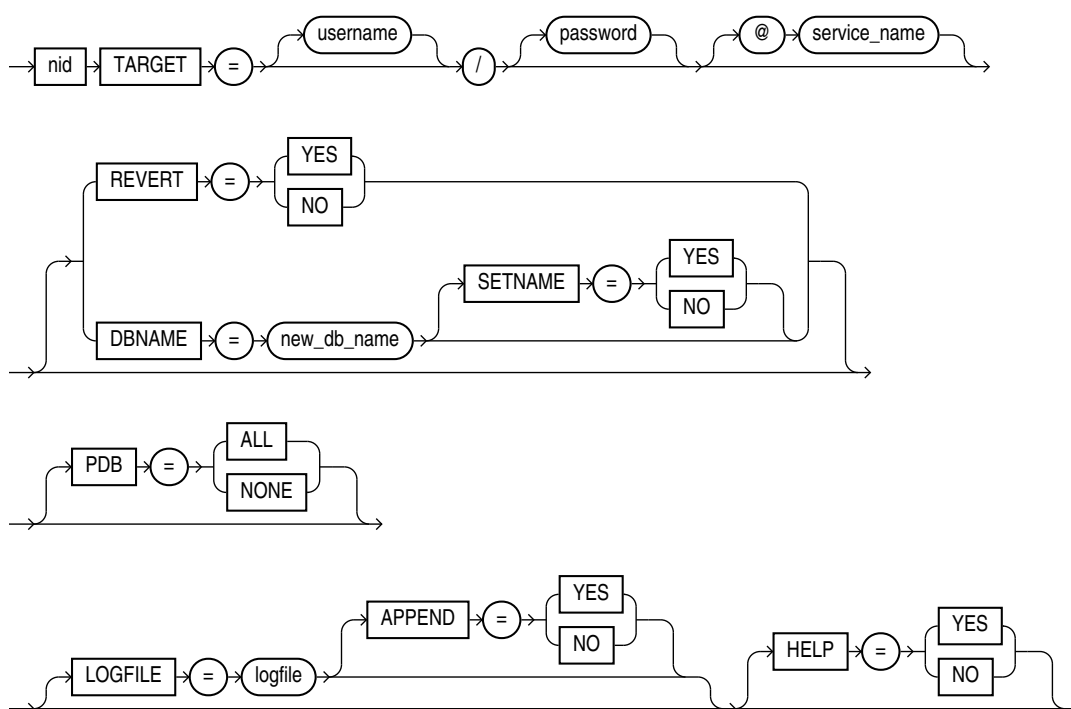 username password @ service_name
nid TARGET = /
YES
REVERT =
NO
YES
SETNAME =
NO
DBNAME = new_db_name
ALL
PDB =
NONE
YES
APPEND =
NO
YES
LOGFILE = logfile
HELP =
NO